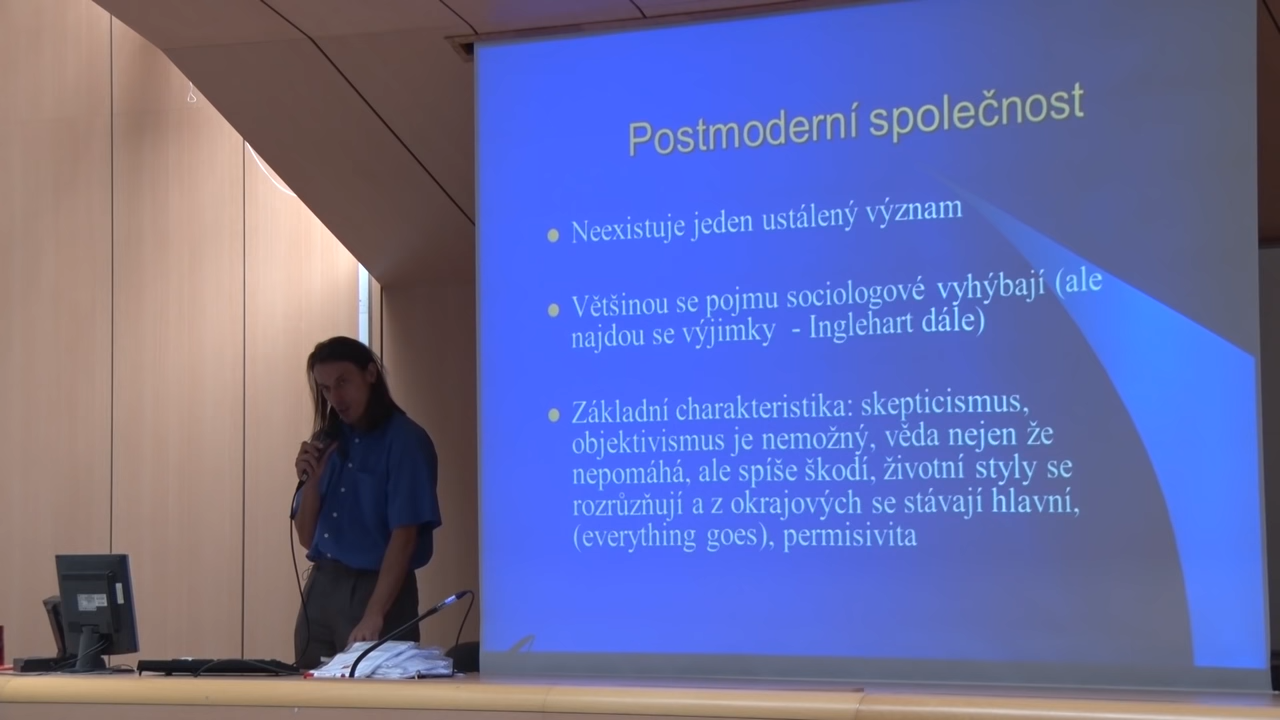 Postmoderní společnost
Neexistuje jeden ustálený význam
Většinou se pojmu sociologové vyhýbají (ale
najdou se výjimky - Inglehart dále)
Základní charakteristika: skepticismus,
objektivismus je nemožný, věda nejen že
nepomáhá, ale spíše škodí, životní styly se
rozrůzňují a z okrajových se stávají hlavní,
(everything goes), permisivita